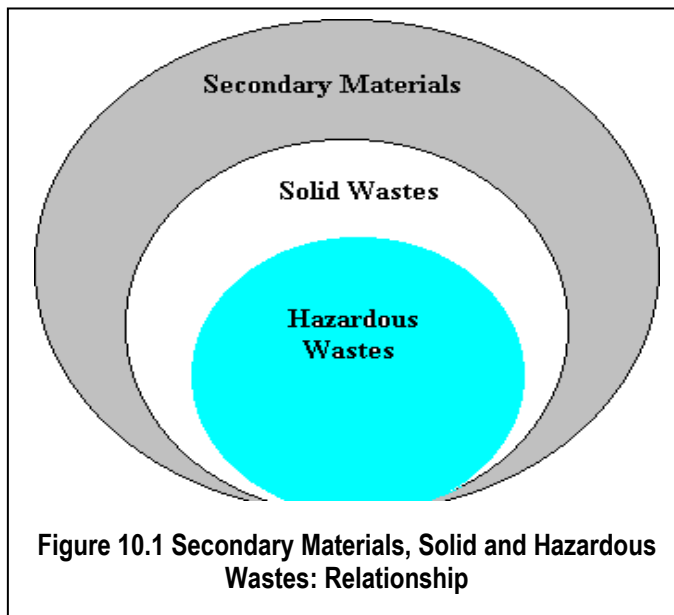 Secondary Materials
Solid Wastes
Hazardous
Wastes
Figure 10.1 Secondary Materials, Solid and Hazardous
Wastes: Relationship